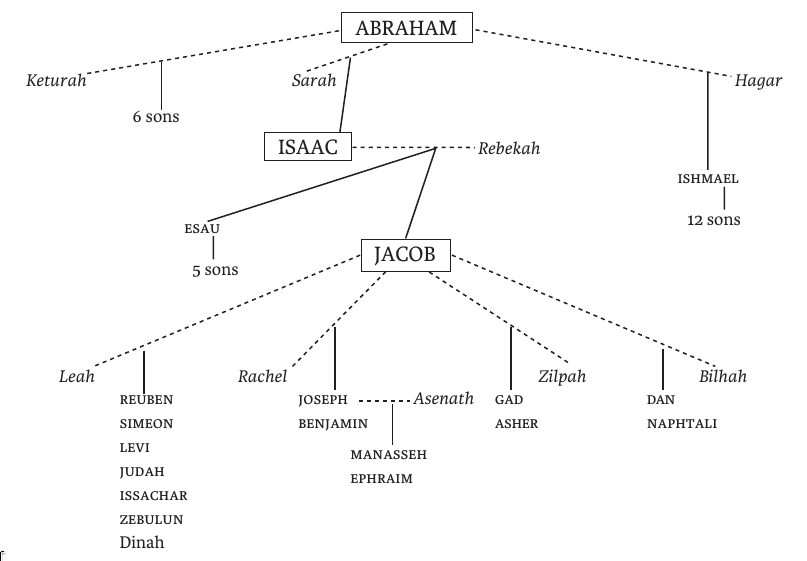 ABRAHAM
Keturah
Sarah
Hagar
6 sons
ISAAC
Rebekah
ISHMAEL
12 sons
ESAU
5 sons
JACOB
Leah
Rachel
Zilpah
Bilhah
REUBEN
SIMEON
LEVI
JUDAH
ISSACHAR
ZEBULUN
Dinah
JOSEPH
BENJAMIN
Asenath
MANASSEH
EPHRAIM
GAD
ASHER
DAN
NAPHTALI